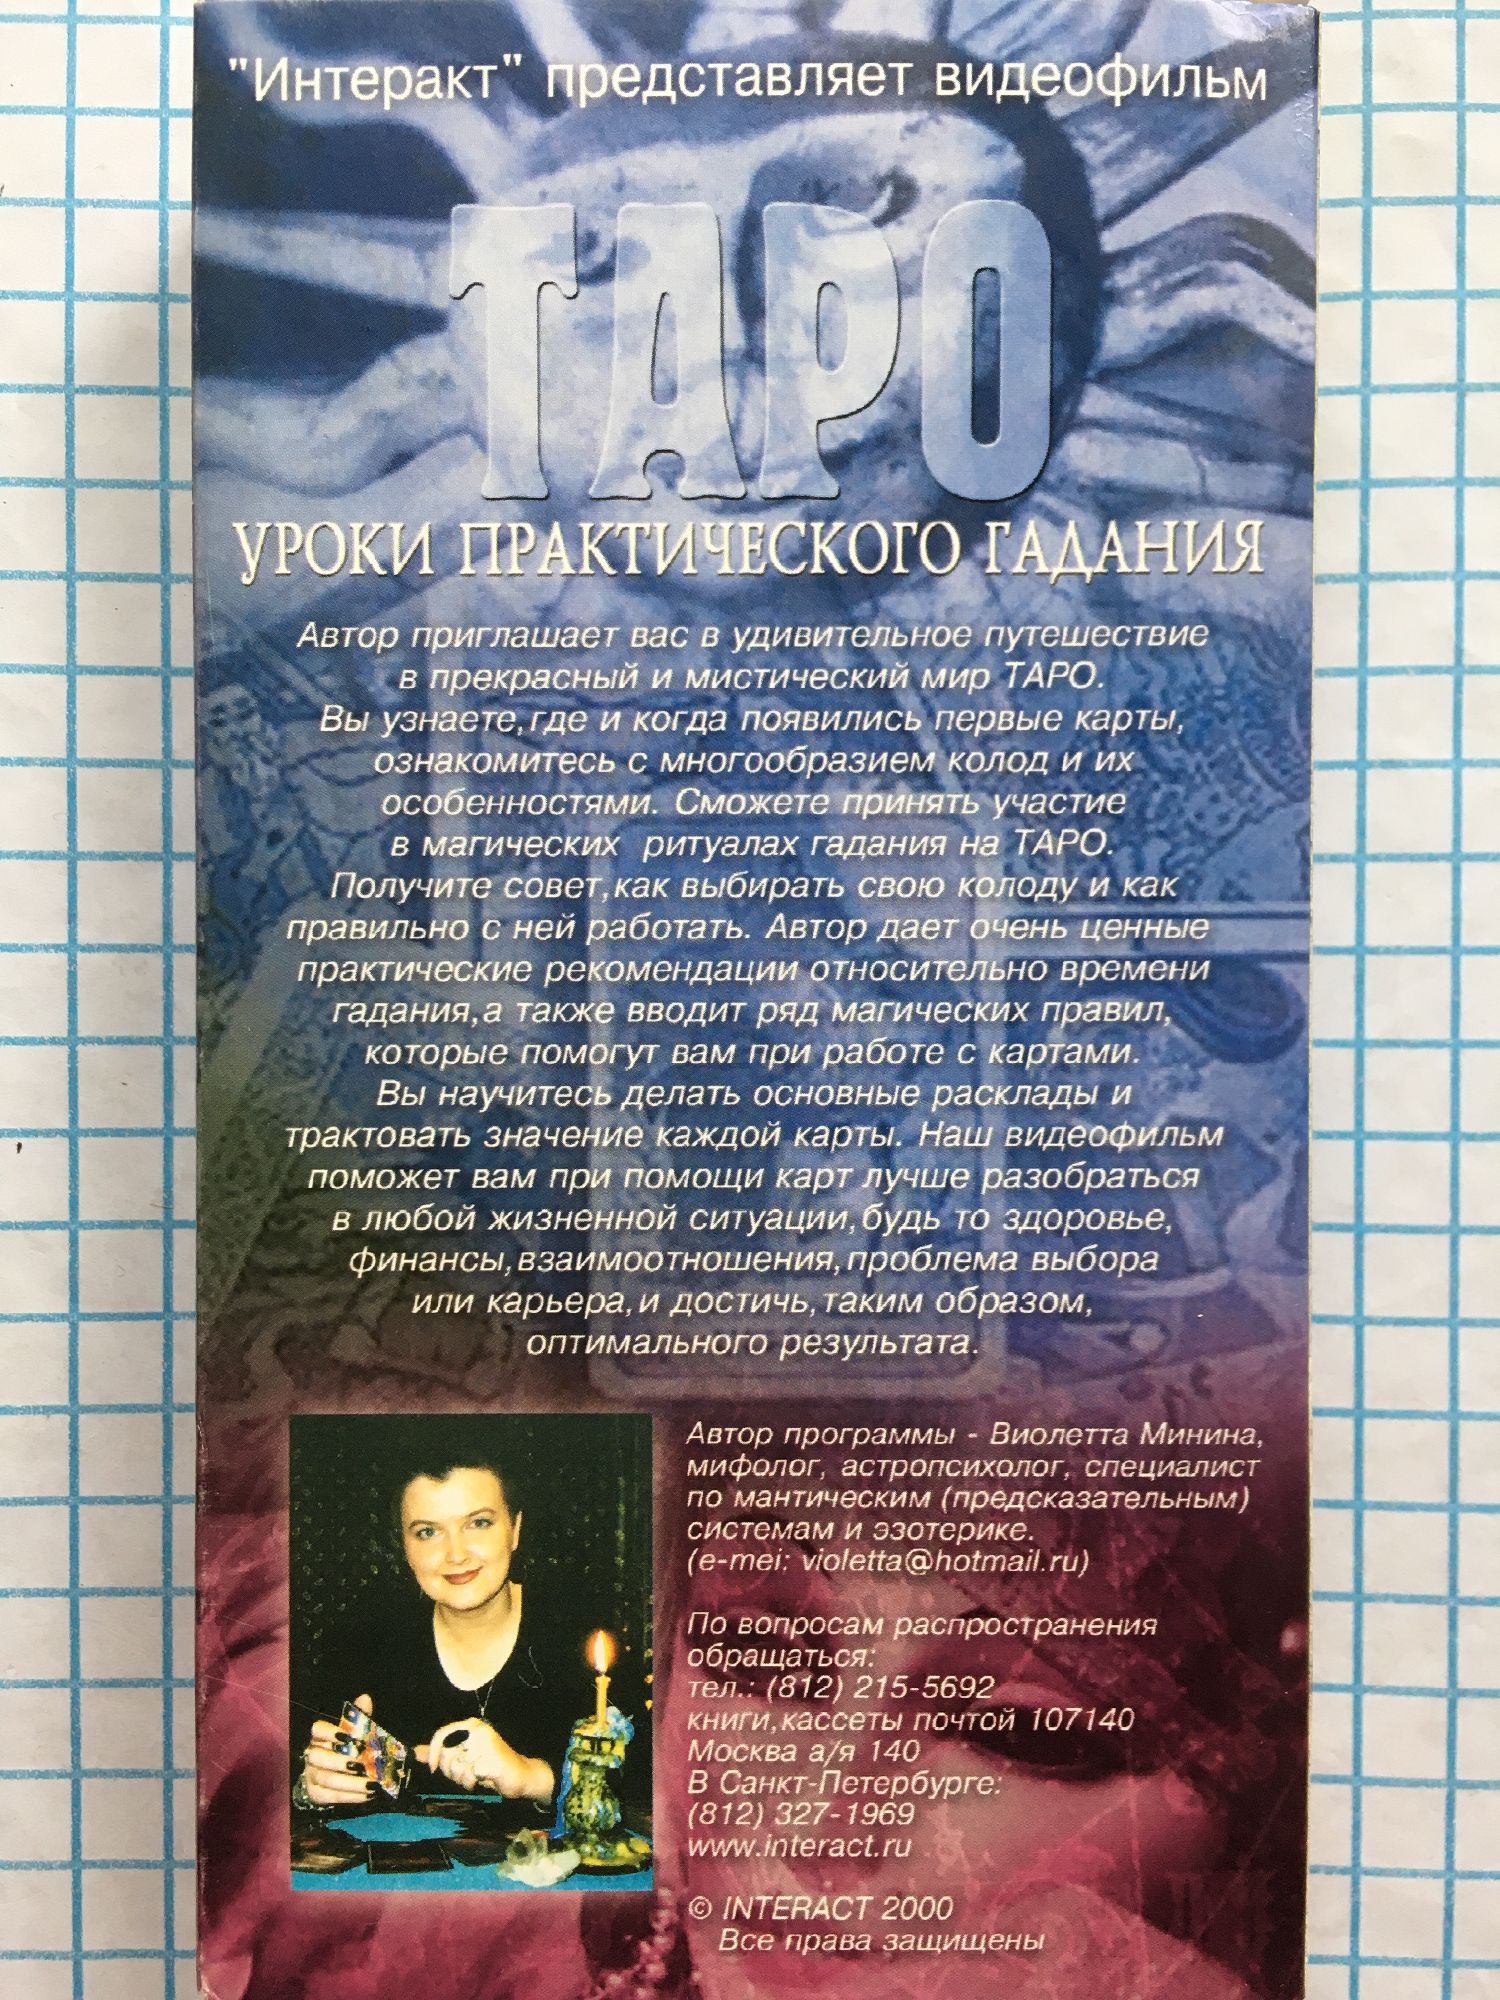 "Интеракт" представляет видеофильм
ТАРО
УРОКИ ПРАКТИЧЕСКОГО ГАДАНИЯ
Автор приглашает вас в удивительное путешествие
в прекрасный и мистический мир ТАРО.
Вы узнаете, где и когда появились первые карты,
ознакомитесь с многообразием колод и их
особенностями. Сможете принять участие
в магических ритуалах гадания на ТАРО.
Получите совет, как выбирать свою колоду и как
правильно с ней работать. Автор дает очень ценные
практические рекомендации относительно времени
гадания, а также вводит ряд магических правил,
которые помогут вам при работе с картами.
Вы научитесь делать основные расклады и
трактовать значение каждой карты. Наш видеофильм
поможет вам при помощи карт лучше разобраться
в любой жизненной ситуации, будь то здоровье,
финансы, взаимоотношения, проблема выбора
или карьера, и достичь, таким образом,
оптимального результата.
Автор программы - Виолетта Минина,
мифолог, астропсихолог, специалист
по мантическим (предсказательным)
системам и эзотерике.
(e-mei: violetta@hotmail.ru)
По вопросам распространения
обращаться:
тел.: (812) 215-5692
книги, кассеты почтой 107140
Москва а/я 140
В Санкт-Петербурге:
(812) 327-1969
www.interact.ru
© INTERACT 2000
Все права защищены